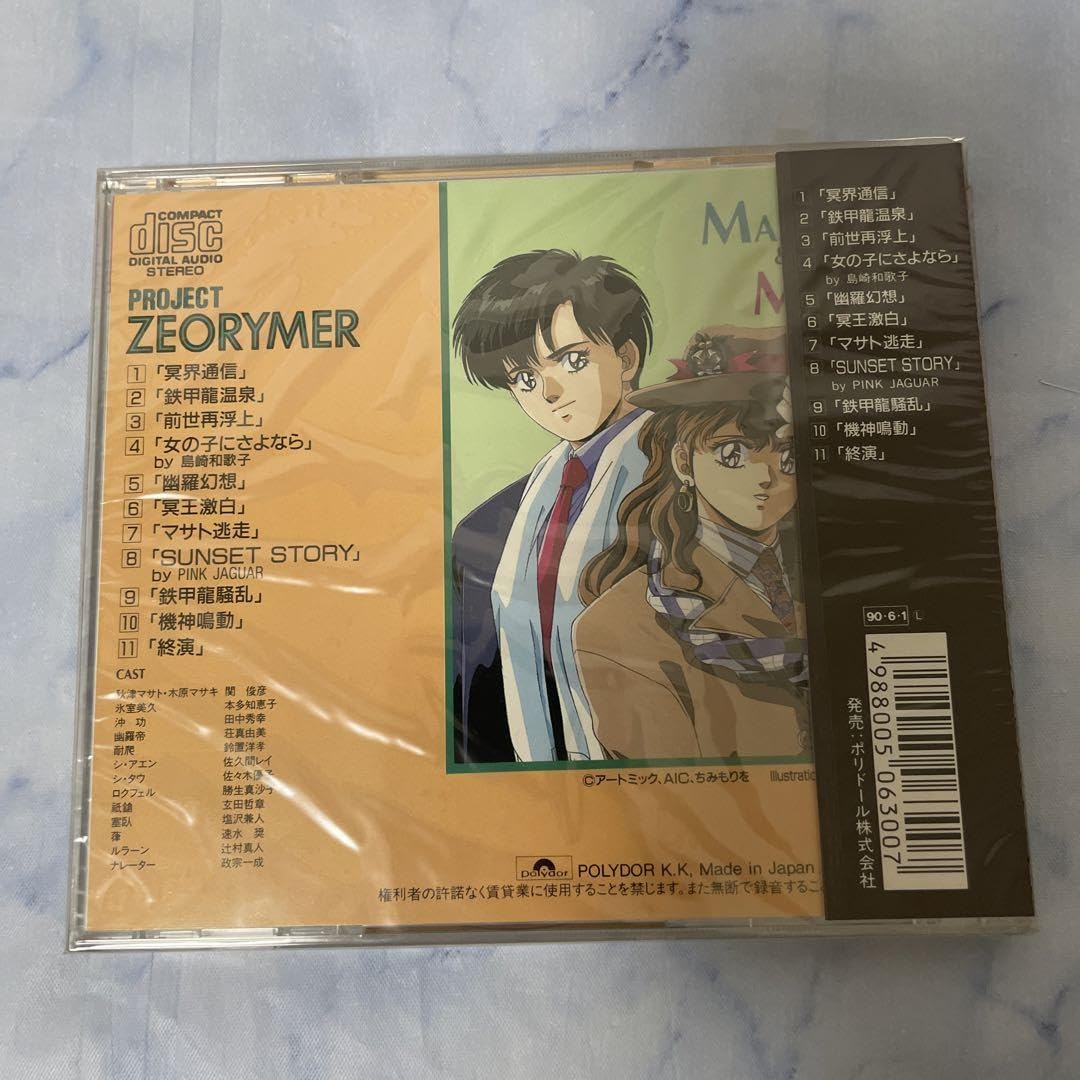 COMPACT
disc
DIGITAL AUDIO
STEREO
PROJECT
ZEORYMER
1 「冥界通信」
2 「鉄甲龍温泉」
3 「前世再浮上」
4 「女の子にさよなら」
by 島崎和歌子
5 「幽羅幻想」
6 「冥王激白」
7 「マサト逃走」
8 「SUNSET STORY」
by PINK JAGUAR
9 「鉄甲龍騒乱」
10 「機神鳴動」
11 「終演」
CAST
秋津マサト・木原マサキ 関 俊彦
氷室美久 本多知恵子
沖 功 田中秀幸
幽羅帝 荘真由美
耐爬 鈴置洋孝
シ・アエン 佐久間レイ
シ・タウ 佐々木優子
ロクフェル 勝生真沙子
祇鎗 玄田哲章
塞臥 塩沢兼人
葎 速水 奨
ルラーン 辻村真人
ナレーター 政宗一成
MA
M
©アートミック、AIC、ちみもりを Illustratio
polydor POLYDOR K.K, Made in Japan
権利者の許諾なく賃貸業に使用することを禁じます。また無断で録音するこ
1 「冥界通信」
2 「鉄甲龍温泉」
3 「前世再浮上」
4 「女の子にさよなら」
by 島崎和歌子
5 「幽羅幻想」
6 「冥王激白」
7 「マサト逃走」
8 「SUNSET STORY」
by PINK JAGUAR
9 「鉄甲龍騒乱」
10 「機神鳴動」
11 「終演」
90・6・1 L
4 988005 063007
発売：ポリドール株式会社